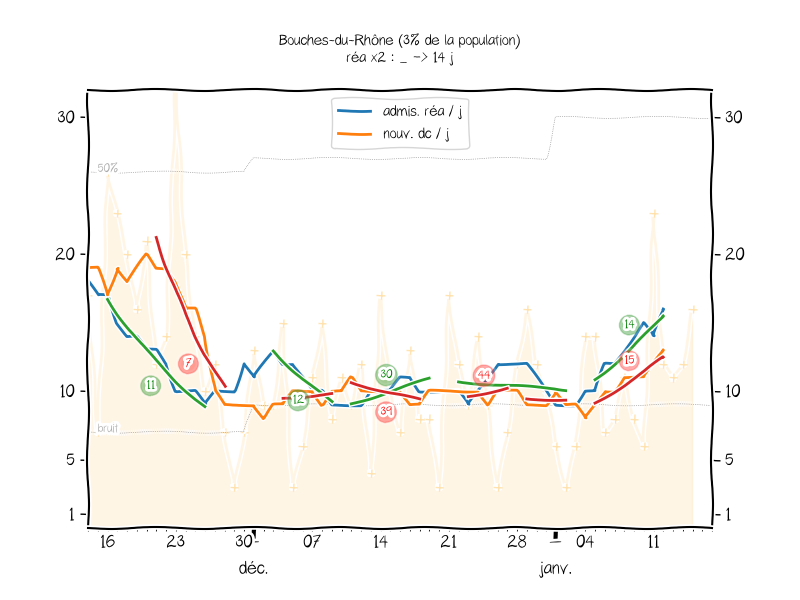 Bouches-du-Rhône (3% de la population)
réa x2 : _ -> 14 j
admis. réa / j
nouv. dc / j
30
30
50%
20
20
14
15
7
11
30
44
12
39
10
10
bruit
5
5
1
1
16 23 30 07 14 21 28 04 11
déc. janv.